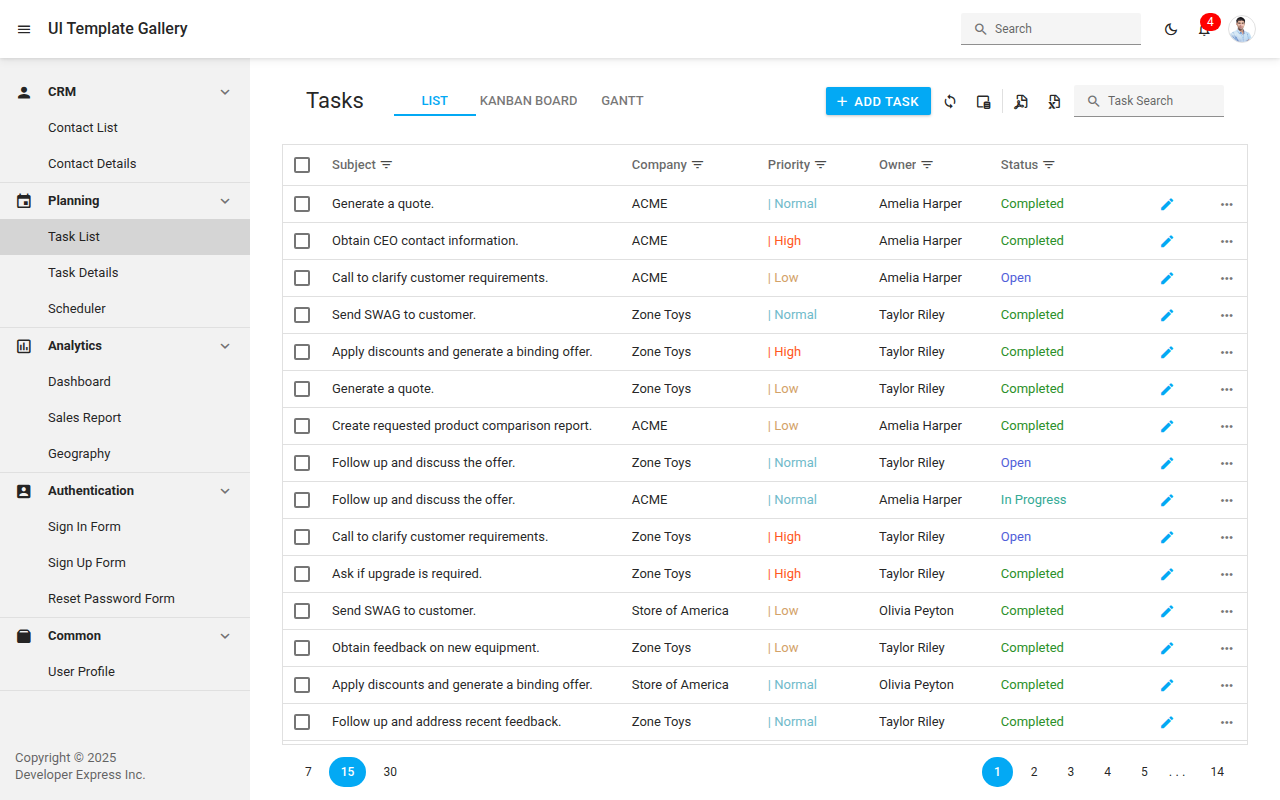 UI Template Gallery
Search
4
CRM
Contact List
Contact Details
Planning
Task List
Task Details
Scheduler
Analytics
Dashboard
Sales Report
Geography
Authentication
Sign In Form
Sign Up Form
Reset Password Form
Common
User Profile
Copyright © 2025
Developer Express Inc.
Tasks LIST KANBAN BOARD GANTT ADD TASK Task Search
Subject Company Priority Owner Status
Generate a quote. ACME | Normal Amelia Harper Completed
Obtain CEO contact information. ACME | High Amelia Harper Completed
Call to clarify customer requirements. ACME | Low Amelia Harper Open
Send SWAG to customer. Zone Toys | Normal Taylor Riley Completed
Apply discounts and generate a binding offer. Zone Toys | High Taylor Riley Completed
Generate a quote. Zone Toys | Low Taylor Riley Completed
Create requested product comparison report. ACME | Low Amelia Harper Completed
Follow up and discuss the offer. Zone Toys | Normal Taylor Riley Open
Follow up and discuss the offer. ACME | Normal Amelia Harper In Progress
Call to clarify customer requirements. Zone Toys | High Taylor Riley Open
Ask if upgrade is required. Zone Toys | High Taylor Riley Completed
Send SWAG to customer. Store of America | Low Olivia Peyton Completed
Obtain feedback on new equipment. Zone Toys | Low Taylor Riley Completed
Apply discounts and generate a binding offer. Store of America | Normal Olivia Peyton Completed
Follow up and address recent feedback. Zone Toys | Normal Taylor Riley Completed
7 15 30 1 2 3 4 5 . . . 14